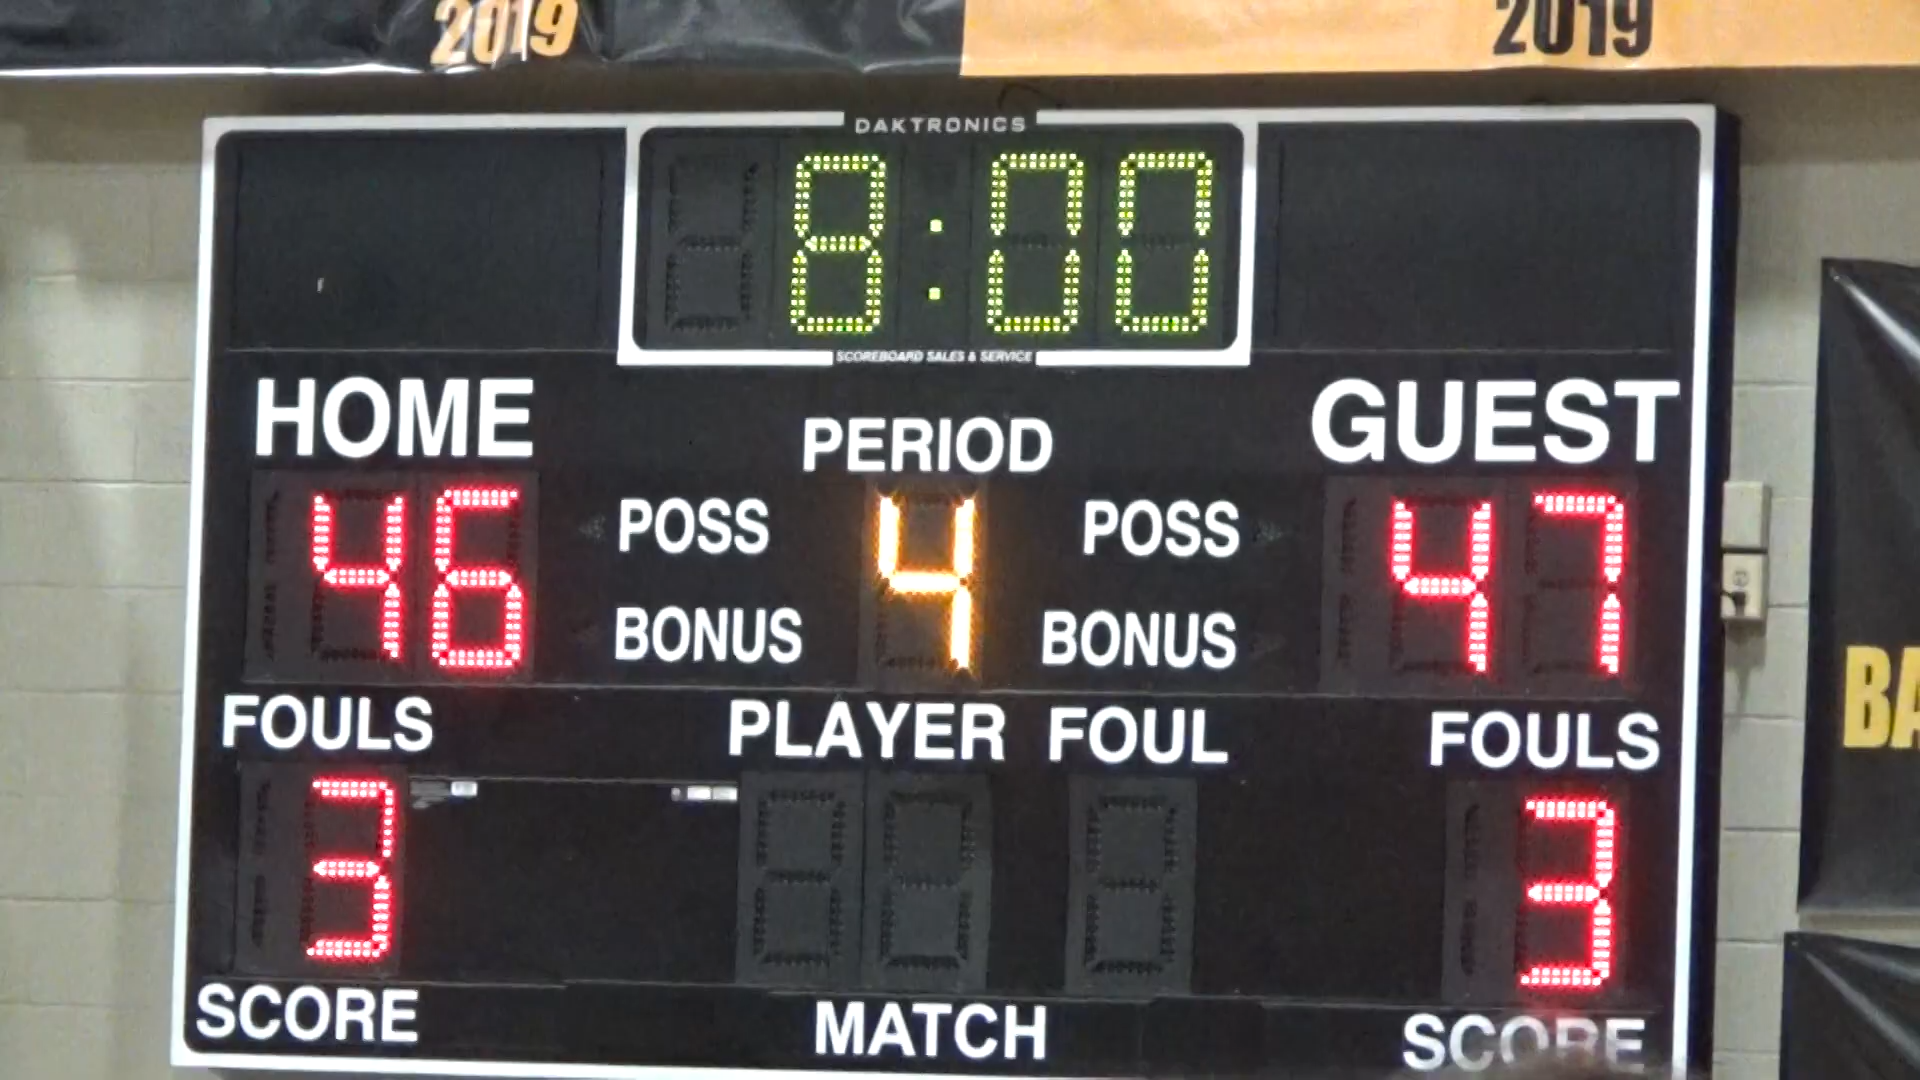 2019
2019
DAKTRONICS
8:00
SCOREBOARD SALES & SERVICE
HOME PERIOD GUEST
46 POSS 4 POSS 47
BONUS BONUS
FOULS PLAYER FOUL FOULS
3 3
SCORE MATCH SCORE
BA